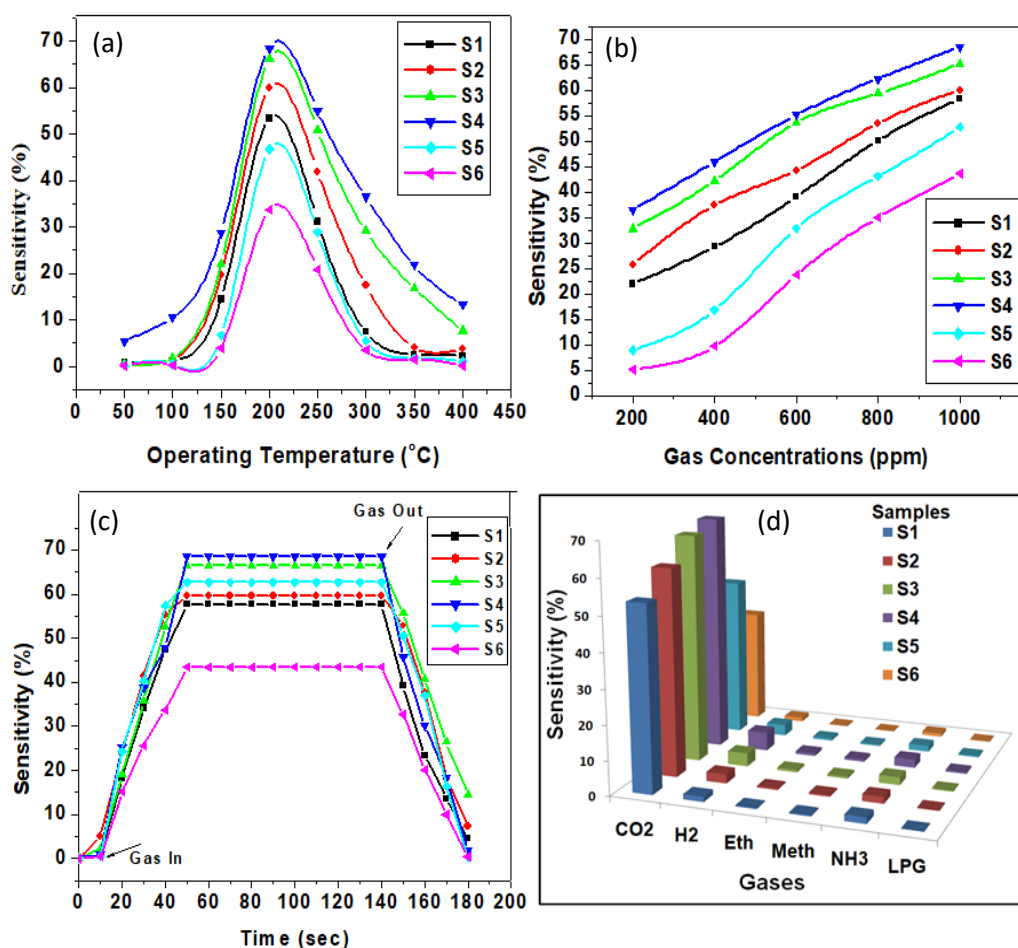 (a)
S1
S2
S3
S4
S5
S6
70
60
50
40
30
20
10
0
Sensitivity (%)
0 50 100 150 200 250 300 350 400 450
Operating Temperature (°C)
(b)
70
65
60
55
50
45
40
35
30
25
20
15
10
5
0
Sensitivity (%)
S1
S2
S3
S4
S5
S6
200 400 600 800 1000
Gas Concentrations (ppm)
(c)
Gas Out
S1
S2
S3
S4
S5
S6
70
60
50
40
30
20
10
0
Sensitivity (%)
Gas In
0 20 40 60 80 100 120 140 160 180 200
Time (sec)
(d)
Samples
S1
S2
S3
S4
S5
S6
70
60
50
40
30
20
10
0
Sensitivity (%)
CO2 H2 Eth Meth NH3 LPG
Gases